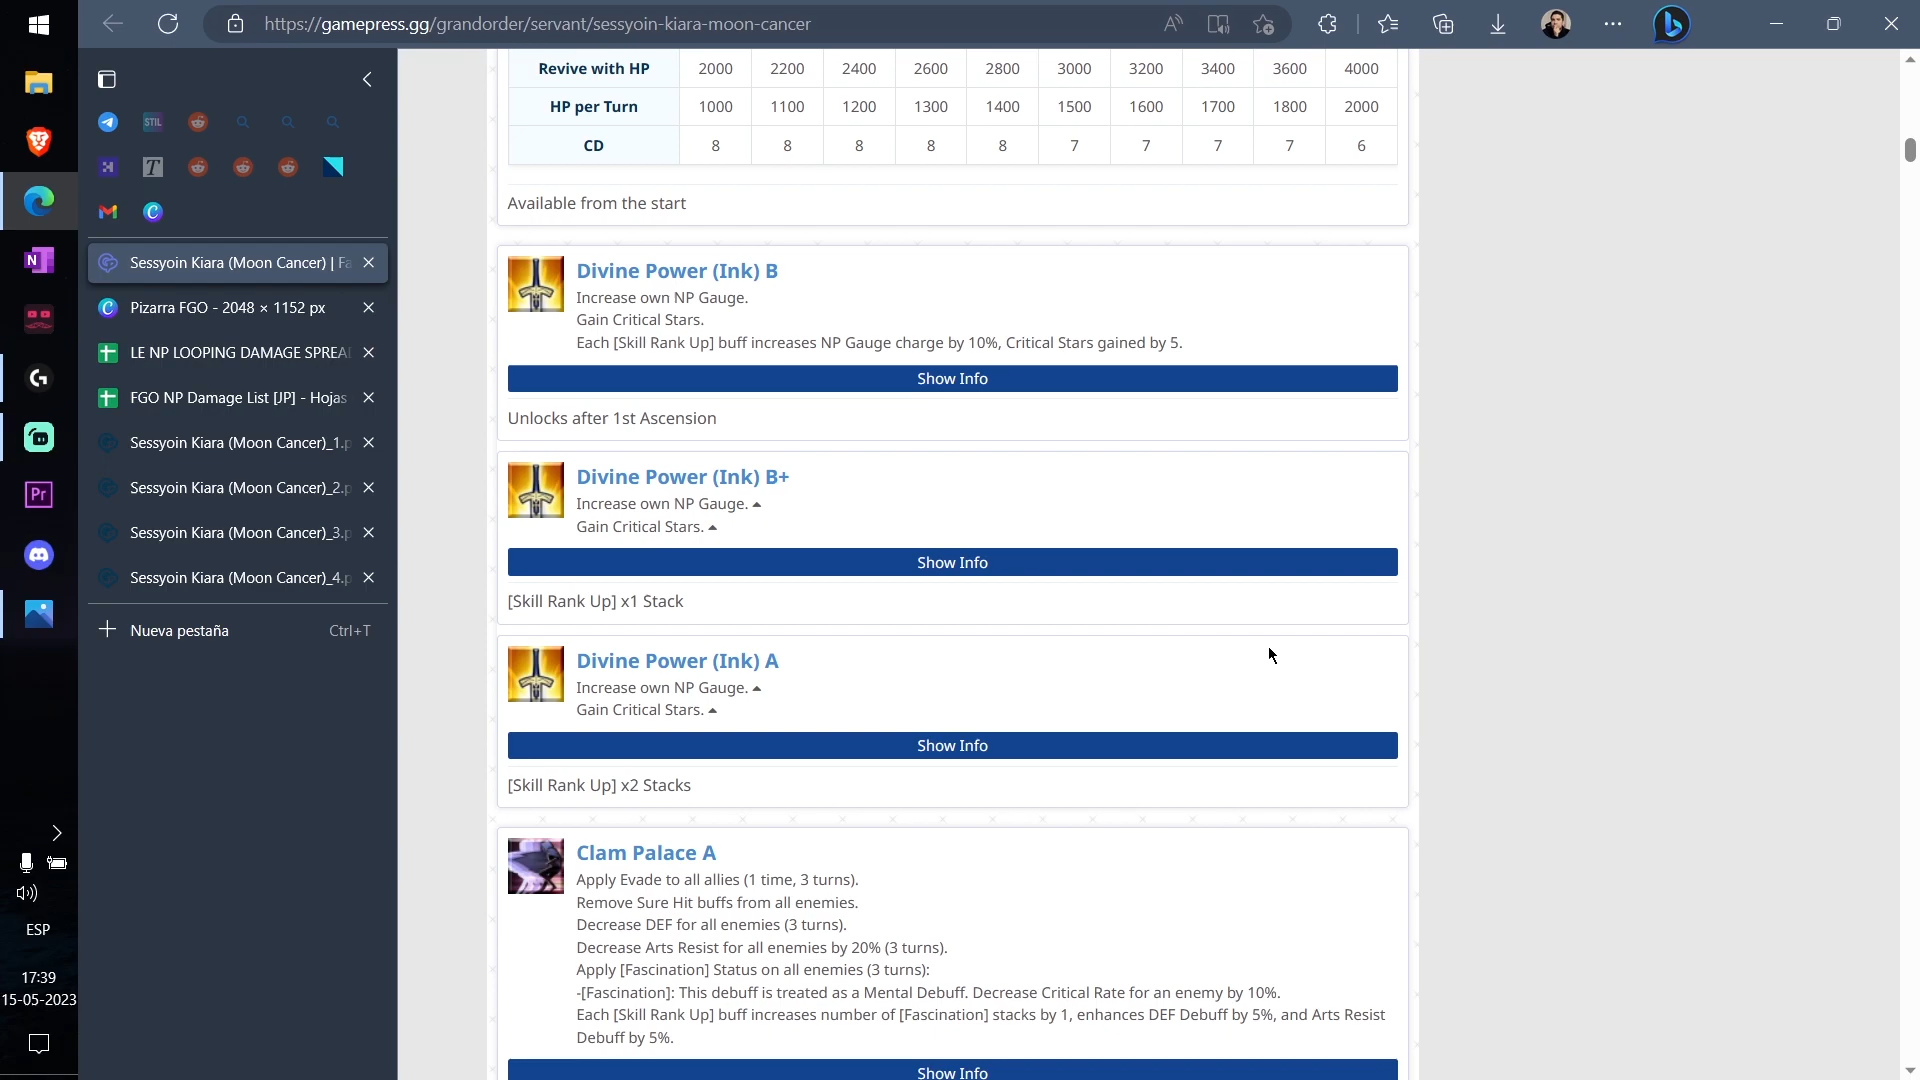 https://gamepress.gg/grandorder/servant/sessyoin-kiara-moon-cancer
STIL
Sessyoin Kiara (Moon Cancer) | Fa
Pizarra FGO - 2048 × 1152 px
LE NP LOOPING DAMAGE SPREA
FGO NP Damage List [JP] - Hojas
Sessyoin Kiara (Moon Cancer)_1.p
Sessyoin Kiara (Moon Cancer)_2.p
Sessyoin Kiara (Moon Cancer)_3.p
Sessyoin Kiara (Moon Cancer)_4.p
Nueva pestaña Ctrl+T
N
Pr
ESP
17:39
15-05-2023
Revive with HP 2000 2200 2400 2600 2800 3000 3200 3400 3600 4000
HP per Turn 1000 1100 1200 1300 1400 1500 1600 1700 1800 2000
CD 8 8 8 8 8 7 7 7 7 6
Available from the start
Divine Power (Ink) B
Increase own NP Gauge.
Gain Critical Stars.
Each [Skill Rank Up] buff increases NP Gauge charge by 10%, Critical Stars gained by 5.
Show Info
Unlocks after 1st Ascension
Divine Power (Ink) B+
Increase own NP Gauge. ▲
Gain Critical Stars. ▲
Show Info
[Skill Rank Up] x1 Stack
Divine Power (Ink) A
Increase own NP Gauge. ▲
Gain Critical Stars. ▲
Show Info
[Skill Rank Up] x2 Stacks
Clam Palace A
Apply Evade to all allies (1 time, 3 turns).
Remove Sure Hit buffs from all enemies.
Decrease DEF for all enemies (3 turns).
Decrease Arts Resist for all enemies by 20% (3 turns).
Apply [Fascination] Status on all enemies (3 turns):
-[Fascination]: This debuff is treated as a Mental Debuff. Decrease Critical Rate for an enemy by 10%.
Each [Skill Rank Up] buff increases number of [Fascination] stacks by 1, enhances DEF Debuff by 5%, and Arts Resist
Debuff by 5%.
Show Info